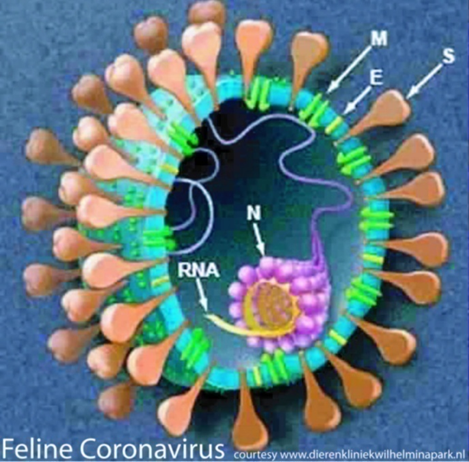 M
S
E
N
RNA
Feline Coronavirus courtesy www.dierenkliniekwilhelminapark.nl